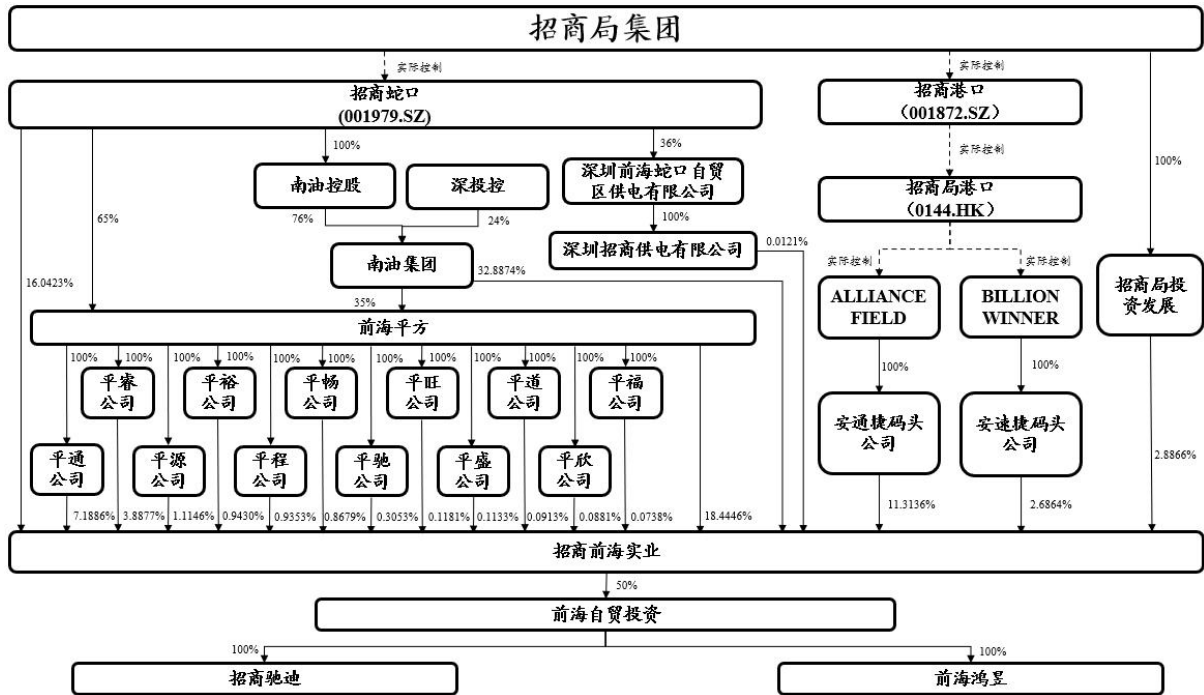 招商局集团
实际控制
实际控制
招商蛇口
(001979.SZ)
招商港口
（001872.SZ）
100%
36%
实际控制
100%
南油控股
深投控
深圳前海蛇口自贸
区供电有限公司
招商局港口
（0144.HK）
65%
76%
24%
100%
南油集团
32.8874%
深圳招商供电有限公司
0.0121%
实际控制
实际控制
16.0423%
35%
ALLIANCE
FIELD
BILLION
WINNER
招商局投
资发展
前海平方
100%
100%
100%
100%
100%
100%
100%
100%
100%
100%
100%
100%
100%
100%
平睿
公司
平裕
公司
平畅
公司
平旺
公司
平道
公司
平福
公司
安通捷码头
公司
安速捷码头
公司
平通
公司
平源
公司
平程
公司
平驰
公司
平盛
公司
平欣
公司
2.8866%
7.1886%
3.8877%
1.1146%
0.9430%
0.9353%
0.8679%
0.3053%
0.1181%
0.1133%
0.0913%
0.0881%
0.0738%
18.4446%
11.3136%
2.6864%
招商前海实业
50%
前海自贸投资
100%
100%
招商驰迪
前海鸿昱